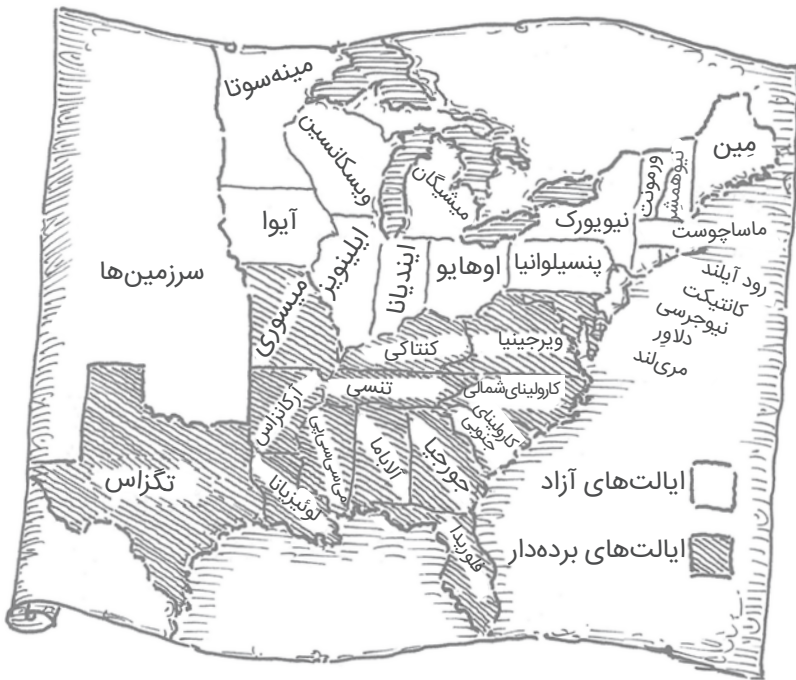 مینه‌سوتا
ویسکانسین
میشیگان
مِین
ورمونت
نیوهمشِر
نیویورک
ماساچوست
رود آیلند
کانتیکت
نیوجرسی
دلاوِر
مری‌لند
سرزمین‌ها
آیوا
ایلینویز
ایندیانا
اوهایو
پنسیلوانیا
میسوری
کنتاکی
ویرجینیا
آرکانزاس
تنسی
کارولینای‌شمالی
کارولینای
جنوبی
تگزاس
لوئیزیانا
می‌سی‌سی‌پی
آلاباما
جورجیا
فلوریدا
ایالت‌های آزاد
ایالت‌های برده‌دار